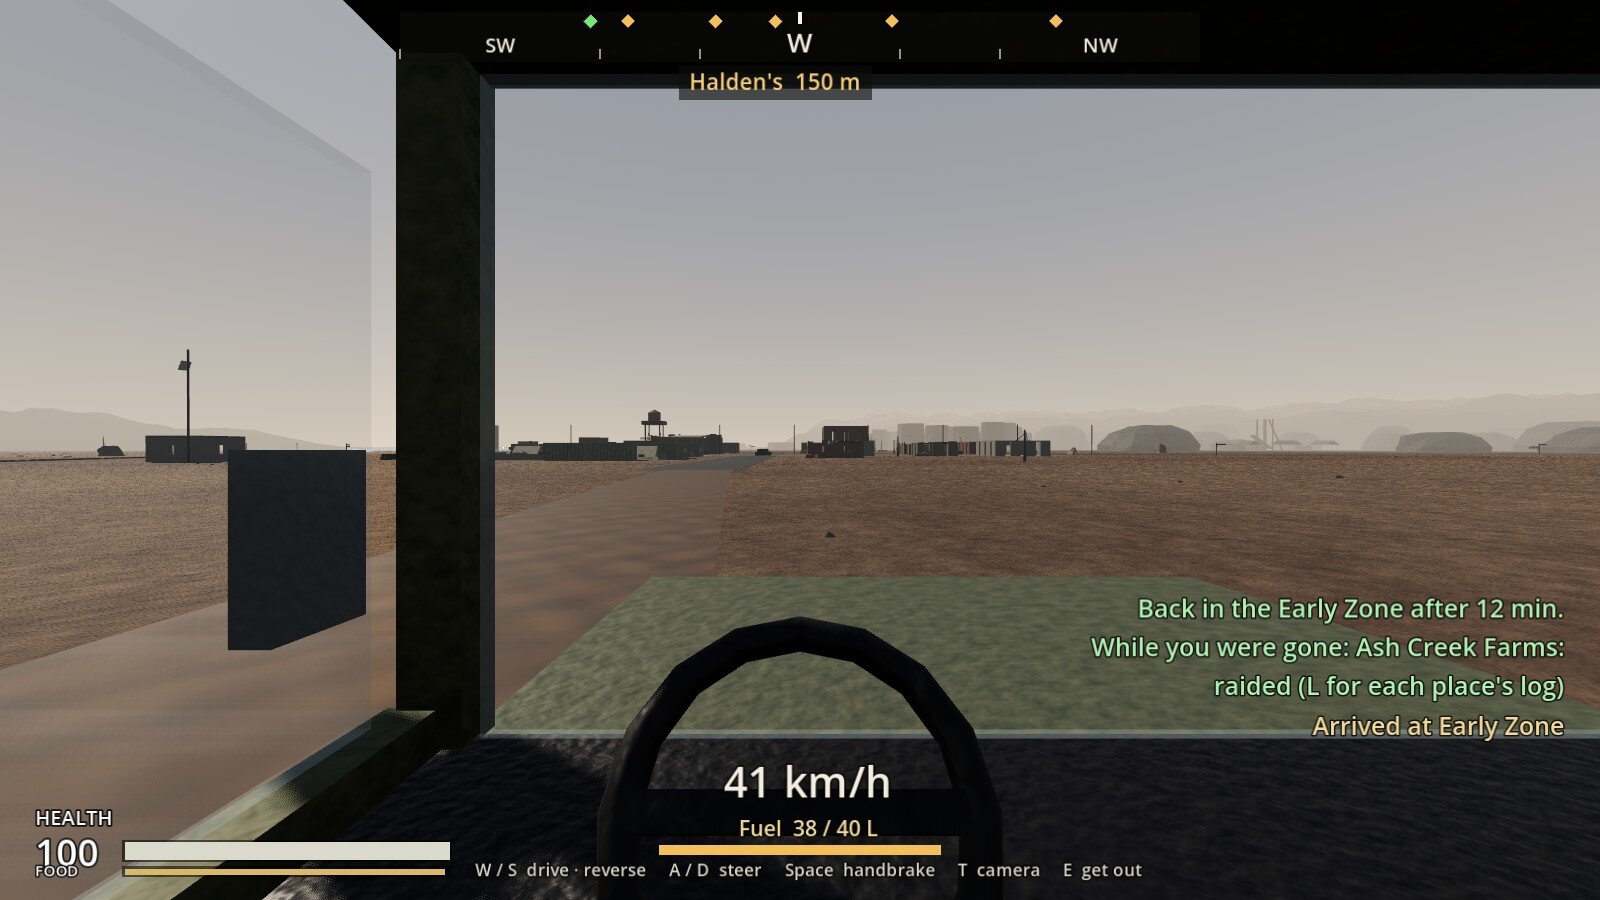 SW W NW
Halden's 150 m
Back in the Early Zone after 12 min.
While you were gone: Ash Creek Farms:
raided (L for each place's log)
Arrived at Early Zone
41 km/h
Fuel 38 / 40 L
HEALTH
100
FOOD
W / S drive · reverse A / D steer Space handbrake T camera E get out